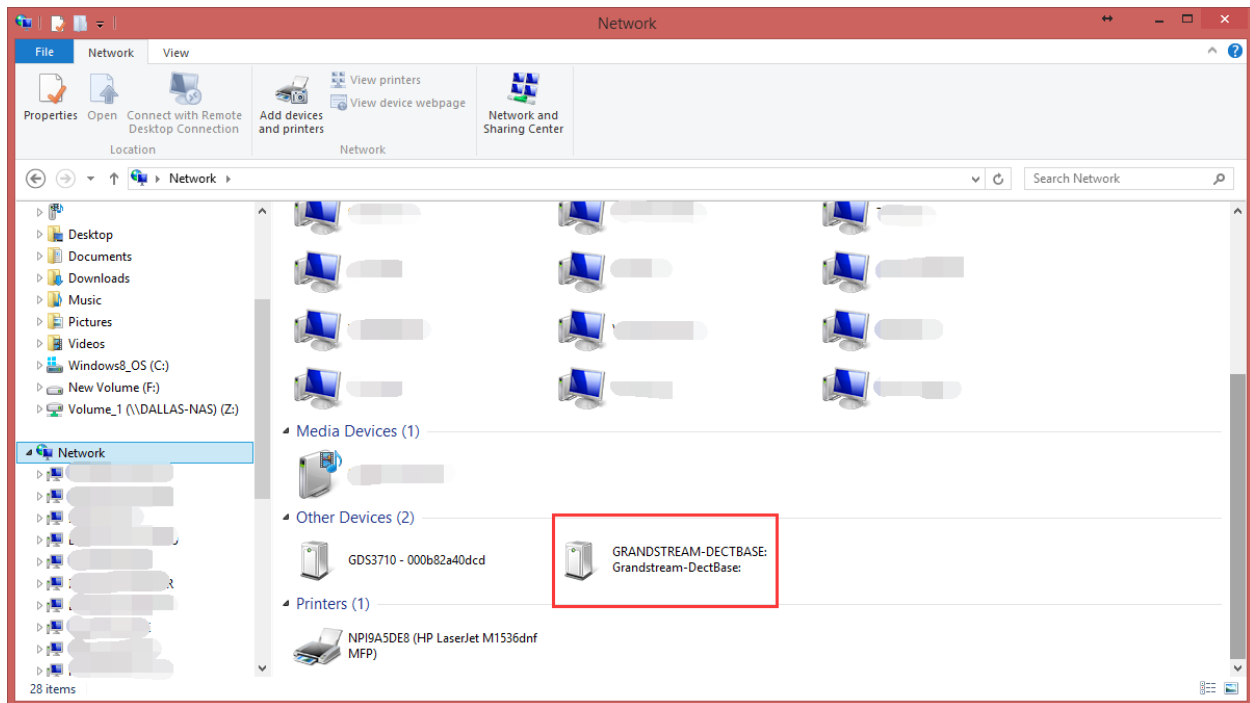 Network
File Network View
Properties Open Connect with Remote Desktop Connection
Add devices and printers
View printers
View device webpage
Network and Sharing Center
Location Network
Network
Search Network
Desktop
Documents
Downloads
Music
Pictures
Videos
Windows8_OS (C:)
New Volume (F:)
Volume_1 (\\DALLAS-NAS) (Z:)
Network
Media Devices (1)
Other Devices (2)
GDS3710 - 000b82a40dcd
GRANDSTREAM-DECTBASE:
Grandstream-DectBase:
Printers (1)
NPI9A5DE8 (HP LaserJet M1536dnf
MFP)
28 items